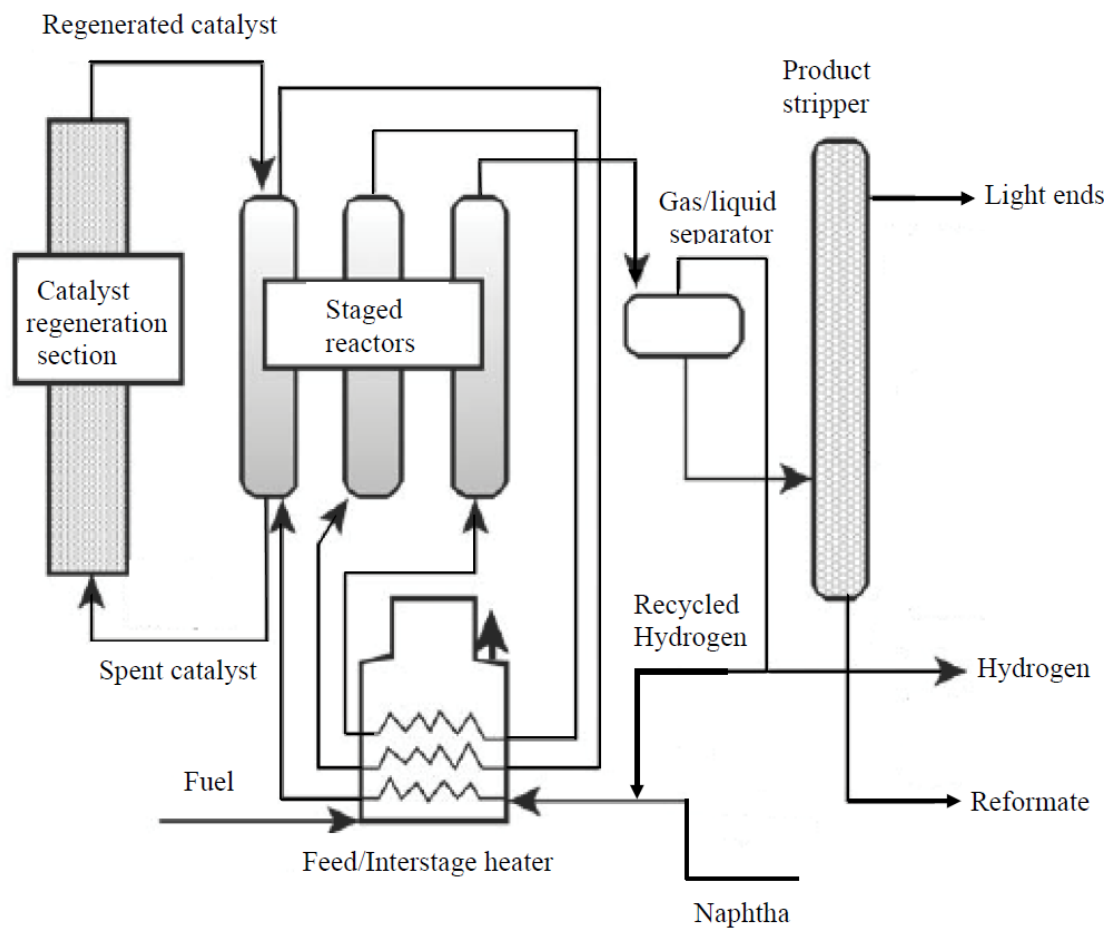 Regenerated catalyst
Product
stripper
Light ends
Gas/liquid
separator
Catalyst
regeneration
section
Staged
reactors
Recycled
Hydrogen
Spent catalyst
Hydrogen
Fuel
Reformate
Feed/Interstage heater
Naphtha